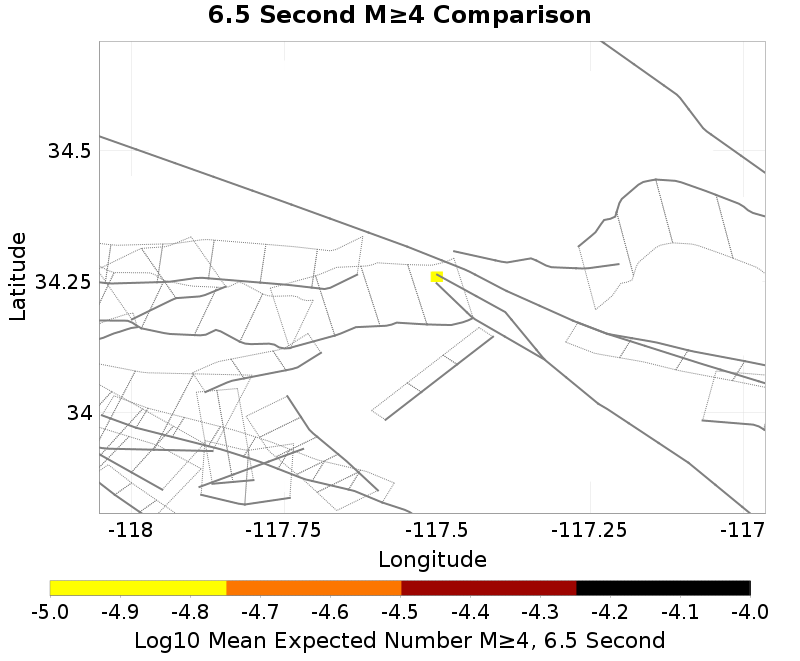 6.5 Second M≥4 Comparison
34.5
34.25
34
Latitude
-118 -117.75 -117.5 -117.25 -117
Longitude
-5.0 -4.9 -4.8 -4.7 -4.6 -4.5 -4.4 -4.3 -4.2 -4.1 -4.0
Log10 Mean Expected Number M≥4, 6.5 Second